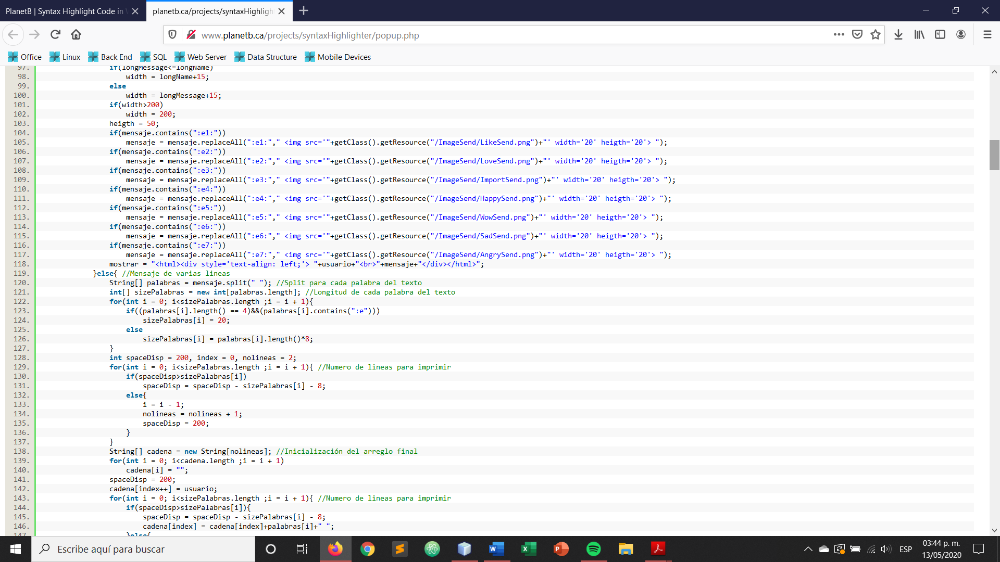 PlanetB | Syntax Highlight Code in
planetb.ca/projects/syntaxHighligh
www.planetb.ca/projects/syntaxHighlighter/popup.php
Office Linux Back End SQL Web Server Data Structure Mobile Devices
97. if(longMessage<=longName)
98. width = longName+15;
99. else
100. width = longMessage+15;
101. if(width>200)
102. width = 200;
103. heigth = 50;
104. if(mensaje.contains(":e1:"))
105. mensaje = mensaje.replaceAll(":e1:"," <img src='"+getClass().getResource("/ImageSend/LikeSend.png")+"' width='20' heigth='20'> ");
106. if(mensaje.contains(":e2:"))
107. mensaje = mensaje.replaceAll(":e2:"," <img src='"+getClass().getResource("/ImageSend/LoveSend.png")+"' width='20' heigth='20'> ");
108. if(mensaje.contains(":e3:"))
109. mensaje = mensaje.replaceAll(":e3:"," <img src='"+getClass().getResource("/ImageSend/ImportSend.png")+"' width='20' heigth='20'> ");
110. if(mensaje.contains(":e4:"))
111. mensaje = mensaje.replaceAll(":e4:"," <img src='"+getClass().getResource("/ImageSend/HappySend.png")+"' width='20' heigth='20'> ");
112. if(mensaje.contains(":e5:"))
113. mensaje = mensaje.replaceAll(":e5:"," <img src='"+getClass().getResource("/ImageSend/WowSend.png")+"' width='20' heigth='20'> ");
114. if(mensaje.contains(":e6:"))
115. mensaje = mensaje.replaceAll(":e6:"," <img src='"+getClass().getResource("/ImageSend/SadSend.png")+"' width='20' heigth='20'> ");
116. if(mensaje.contains(":e7:"))
117. mensaje = mensaje.replaceAll(":e7:"," <img src='"+getClass().getResource("/ImageSend/AngrySend.png")+"' width='20' heigth='20'> ");
118. mostrar = "<html><div style='text-align: left;'> "+usuario+"<br>"+mensaje+"</div></html>";
119. }else{ //Mensaje de varias lineas
120. String[] palabras = mensaje.split(" "); //Split para cada palabra del texto
121. int[] sizePalabras = new int[palabras.length]; //Longitud de cada palabra del texto
122. for(int i = 0; i<sizePalabras.length ;i = i + 1){
123. if((palabras[i].length() == 4)&&(palabras[i].contains(":e")))
124. sizePalabras[i] = 20;
125. else
126. sizePalabras[i] = palabras[i].length()*8;
127. }
128. int spaceDisp = 200, index = 0, nolineas = 2;
129. for(int i = 0; i<sizePalabras.length ;i = i + 1){ //Numero de lineas para imprimir
130. if(spaceDisp>sizePalabras[i])
131. spaceDisp = spaceDisp - sizePalabras[i] - 8;
132. else{
133. i = i - 1;
134. nolineas = nolineas + 1;
135. spaceDisp = 200;
136. }
137. }
138. String[] cadena = new String[nolineas]; //Inicialización del arreglo final
139. for(int i = 0; i<cadena.length ;i = i + 1)
140. cadena[i] = "";
141. spaceDisp = 200;
142. cadena[index++] = usuario;
143. for(int i = 0; i<sizePalabras.length ;i = i + 1){ //Numero de lineas para imprimir
144. if(spaceDisp>sizePalabras[i]){
145. spaceDisp = spaceDisp - sizePalabras[i] - 8;
146. cadena[index] = cadena[index]+palabras[i]+" ";
147. }else{
Escribe aquí para buscar
ESP
03:44 p. m.
13/05/2020